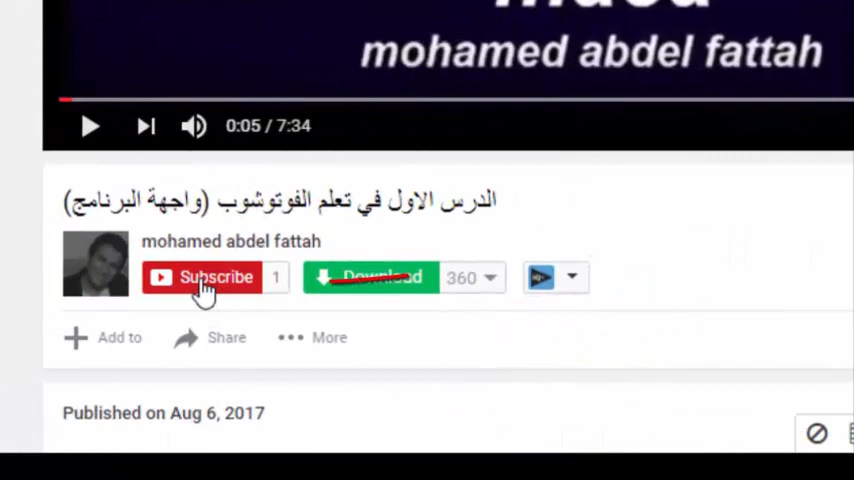 mohamed abdel fattah
0:05 / 7:34
الدرس الاول في تعلم الفوتوشوب (واجهة البرنامج)
mohamed abdel fattah
Subscribe 1 Download 360
Add to Share More
Published on Aug 6, 2017